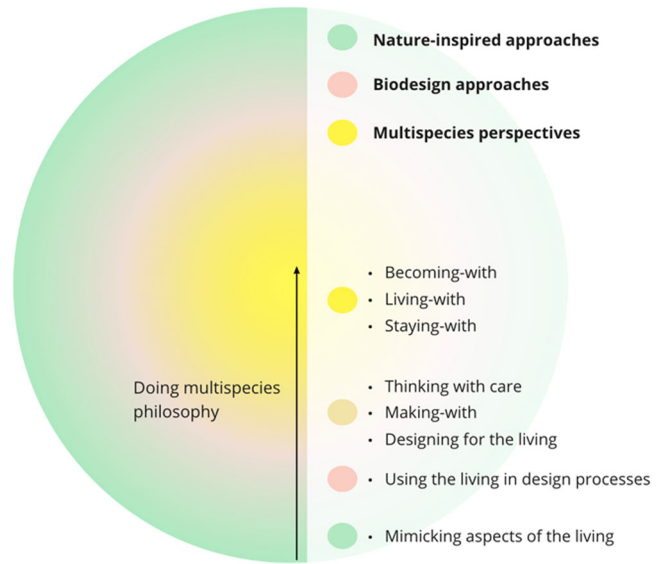 Nature-inspired approaches
Biodesign approaches
Multispecies perspectives
• Becoming-with
• Living-with
• Staying-with
Doing multispecies
philosophy
• Thinking with care
• Making-with
• Designing for the living
• Using the living in design processes
• Mimicking aspects of the living